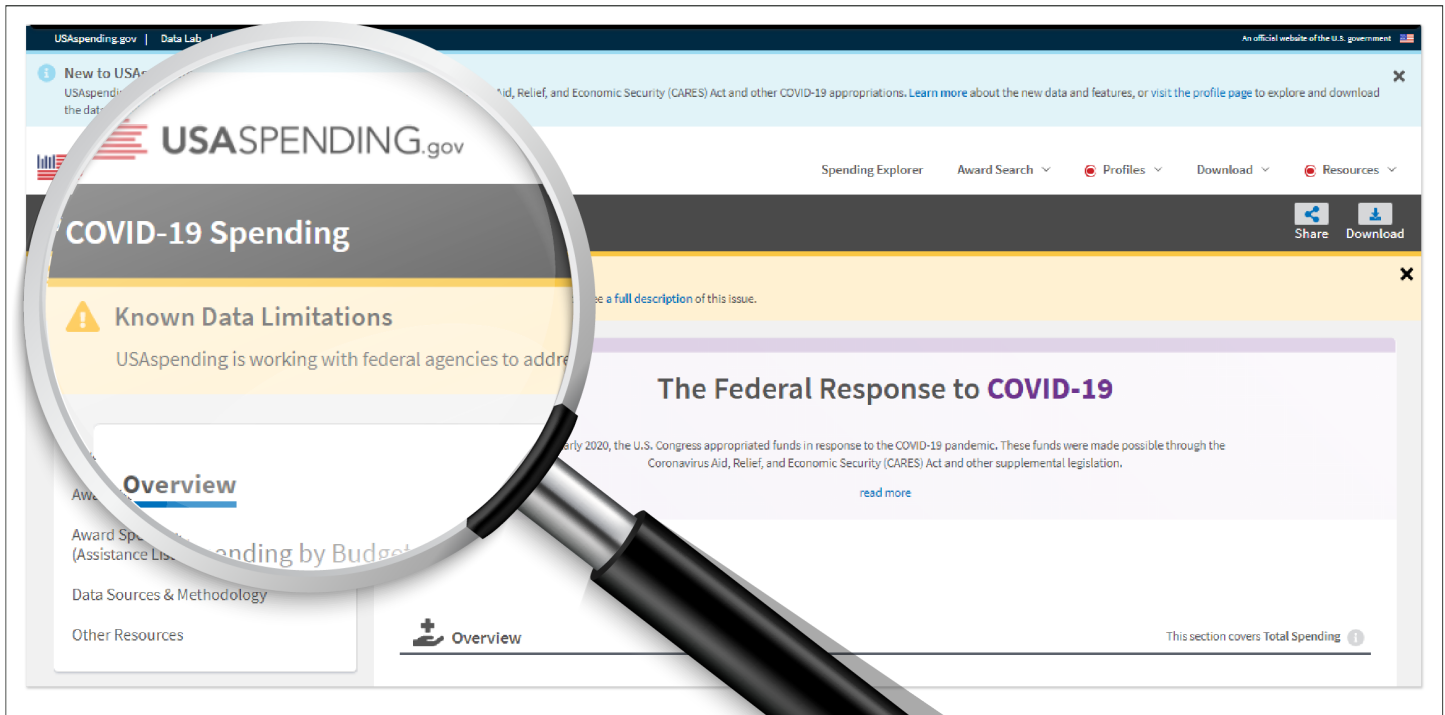 USAspending.gov | Data Lab
An official website of the U.S. government
New to USAsp
USAspendi Aid, Relief, and Economic Security (CARES) Act and other COVID-19 appropriations. Learn more about the new data and features, or visit the profile page to explore and download
the dat
USASPENDING.gov
Spending Explorer Award Search Profiles Download Resources
COVID-19 Spending
Share Download
Known Data Limitations
USAspending is working with federal agencies to addre
a full description of this issue.
The Federal Response to COVID-19
arly 2020, the U.S. Congress appropriated funds in response to the COVID-19 pandemic. These funds were made possible through the
Coronavirus Aid, Relief, and Economic Security (CARES) Act and other supplemental legislation.
read more
Overview
Awa
Award Sp
(Assistance Lis
ending by Budget
Data Sources & Methodology
Other Resources
Overview
This section covers Total Spending